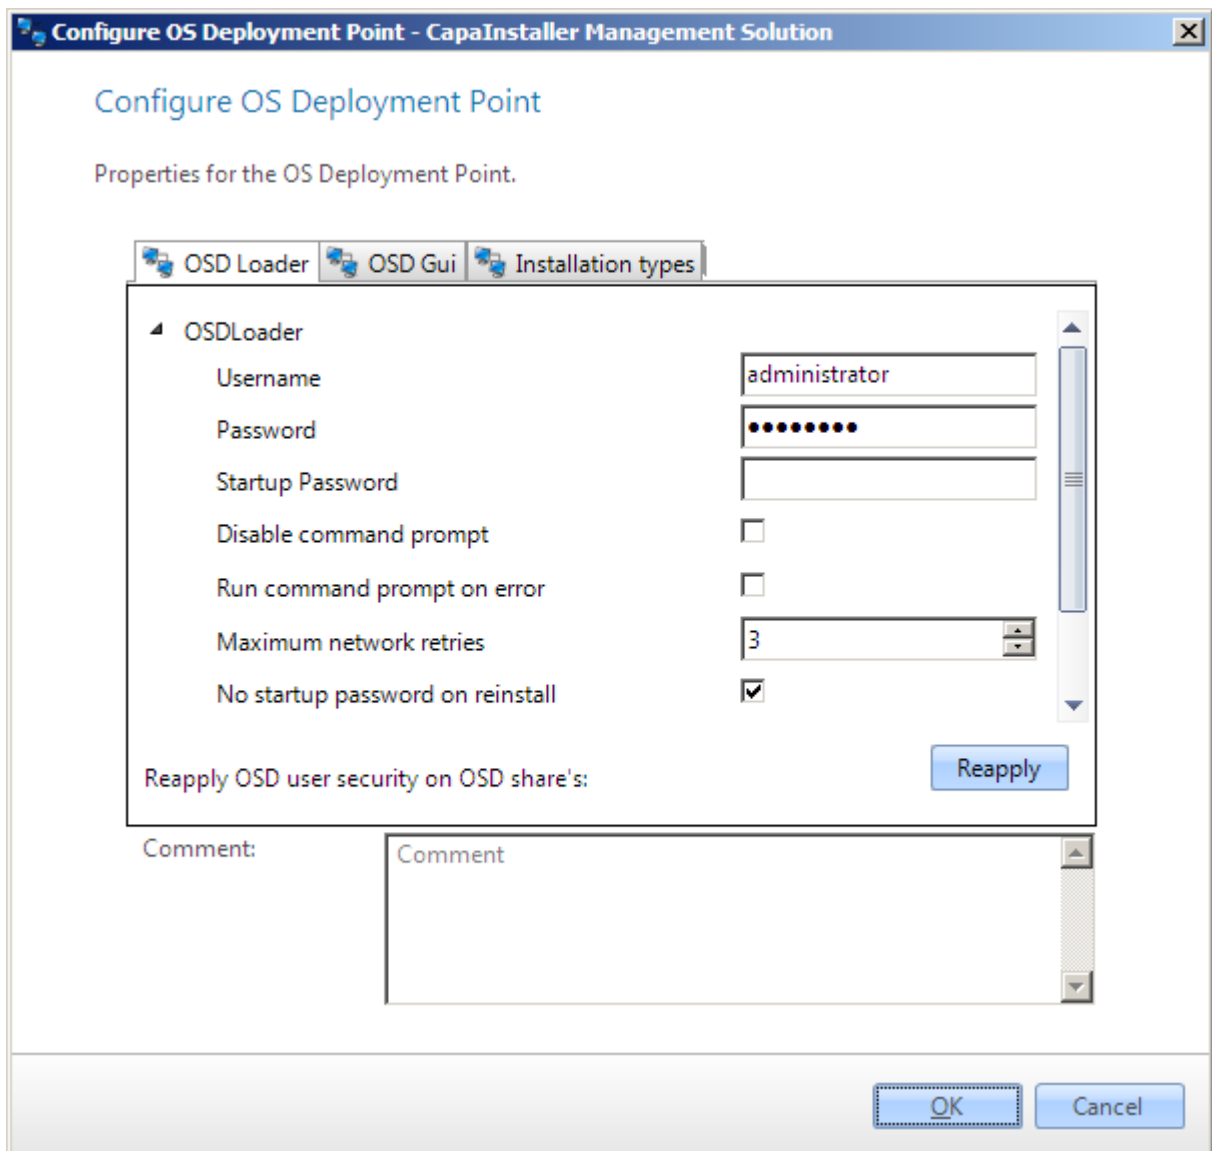 Configure OS Deployment Point - CapaInstaller Management Solution
Configure OS Deployment Point
Properties for the OS Deployment Point.
OSD Loader OSD Gui Installation types
OSDLoader
Username administrator
Password ●●●●●●●●
Startup Password
Disable command prompt
Run command prompt on error
Maximum network retries 3
No startup password on reinstall
Reapply OSD user security on OSD share's: Reapply
Comment: Comment
OK Cancel